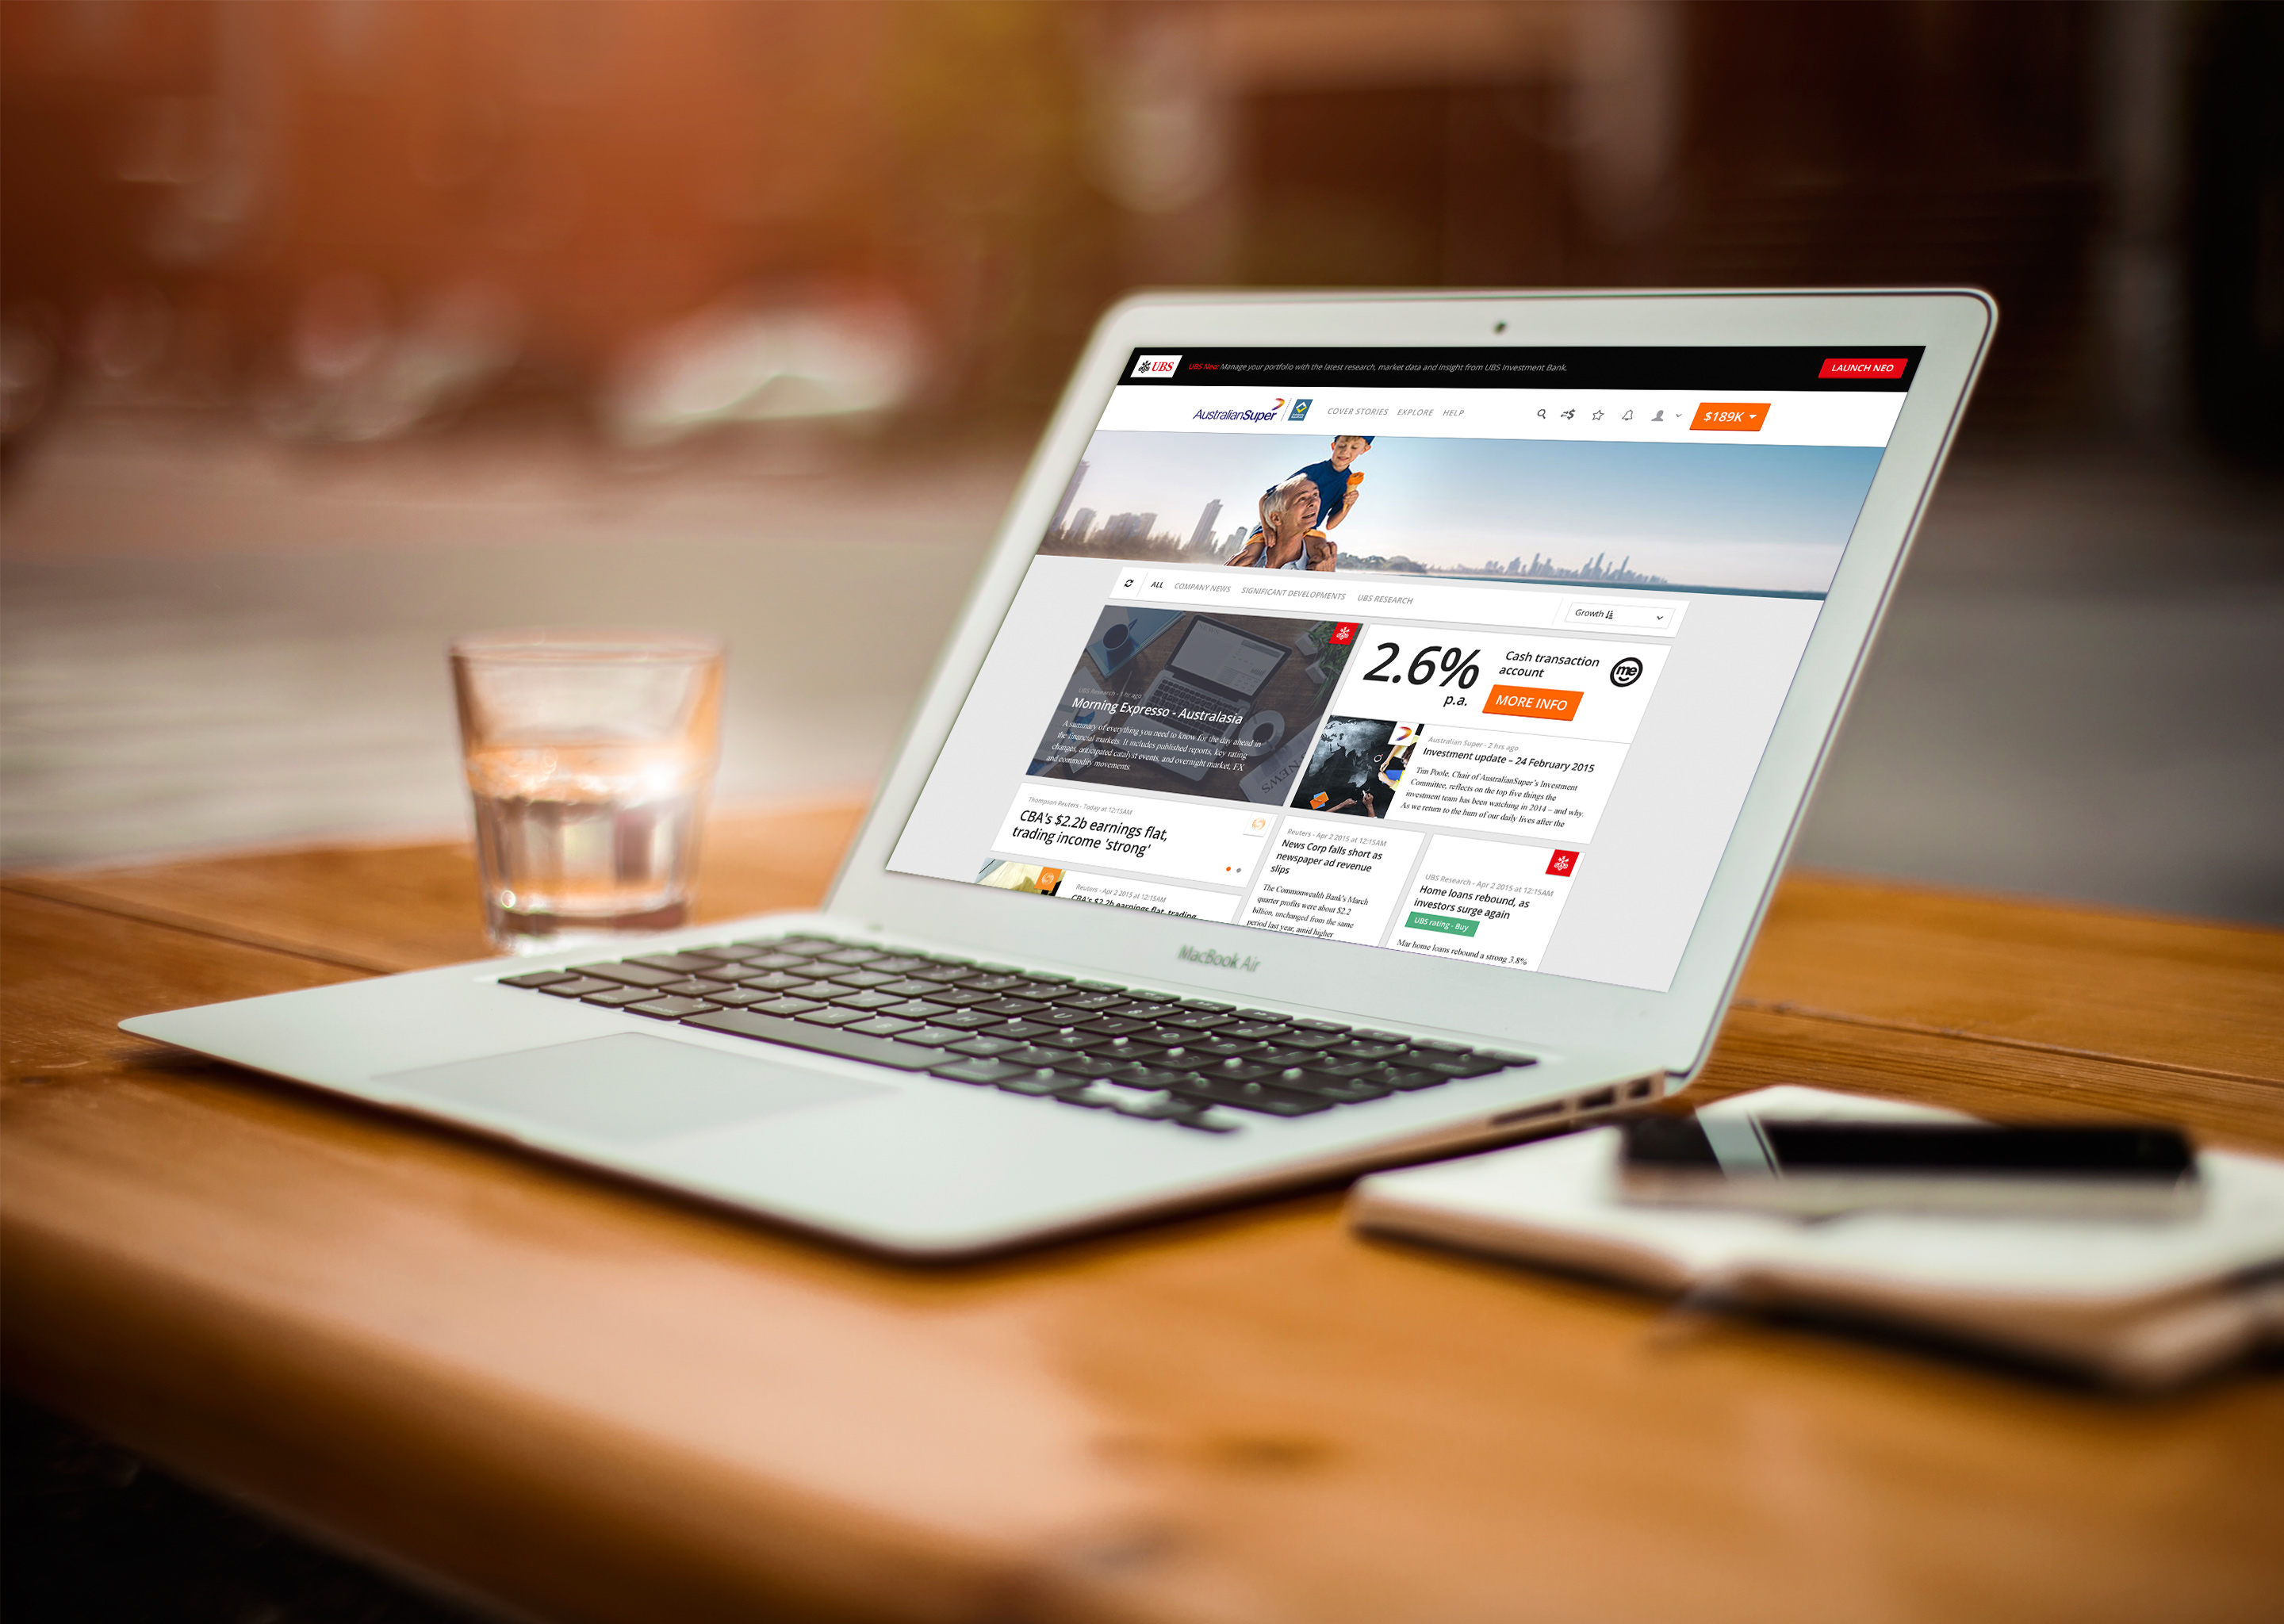 UBS
UBS Neo: Manage your portfolio with the latest research, market data and insight from UBS Investment Bank.
LAUNCH NEO
AustralianSuper
COVER STORIES EXPLORE HELP
$189K
ALL COMPANY NEWS SIGNIFICANT DEVELOPMENTS UBS RESEARCH
Growth
UBS Research - 1 hr ago
Morning Expresso - Australasia
A summary of everything you need to know for the day ahead in
the financial markets. It includes published reports, key rating
changes, anticipated catalyst events, and overnight market, FX
and commodity movements.
NEWS
2.6%
p.a.
Cash transaction
account
me
MORE INFO
Australian Super - 2 hrs ago
Investment update – 24 February 2015
Tim Poole, Chair of AustralianSuper's Investment
Committee, reflects on the top five things the
investment team has been watching in 2014 – and why.
As we return to the hum of our daily lives after the
Thompson Reuters - Today at 12:15AM
CBA's $2.2b earnings flat,
trading income 'strong'
Reuters - Apr 2 2015 at 12:15AM
CBA's $2.2b earnings flat, trading
Reuters - Apr 2 2015 at 12:15AM
News Corp falls short as
newspaper ad revenue
slips
The Commonwealth Bank's March
quarter profits were about $2.2
billion, unchanged from the same
period last year, amid higher
UBS Research - Apr 2 2015 at 12:15AM
Home loans rebound, as
investors surge again
UBS rating - Buy
Mar home loans rebound a strong 3.8%
MacBook Air